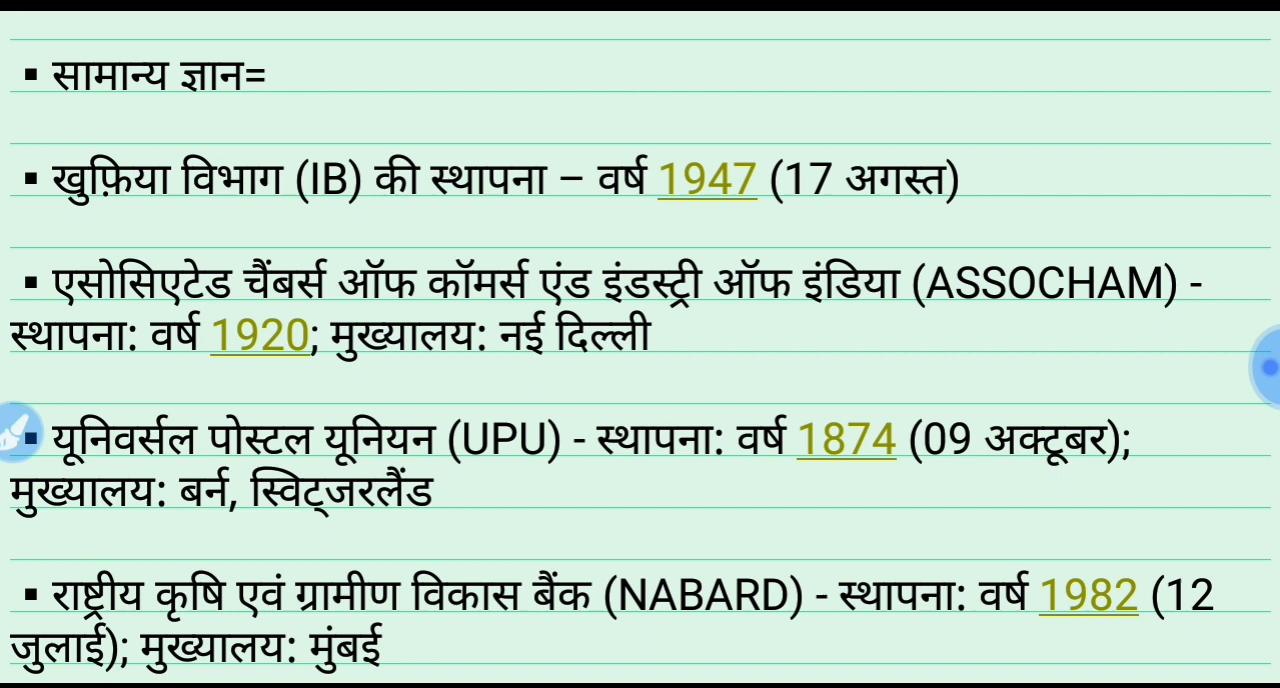 ▪ सामान्य ज्ञान=
▪ खुफ़िया विभाग (IB) की स्थापना – वर्ष 1947 (17 अगस्त)
▪ एसोसिएटेड चैंबर्स ऑफ कॉमर्स एंड इंडस्ट्री ऑफ इंडिया (ASSOCHAM) -
स्थापना: वर्ष 1920; मुख्यालय: नई दिल्ली
▪ यूनिवर्सल पोस्टल यूनियन (UPU) - स्थापना: वर्ष 1874 (09 अक्टूबर);
मुख्यालय: बर्न, स्विट्जरलैंड
▪ राष्ट्रीय कृषि एवं ग्रामीण विकास बैंक (NABARD) - स्थापना: वर्ष 1982 (12
जुलाई); मुख्यालय: मुंबई